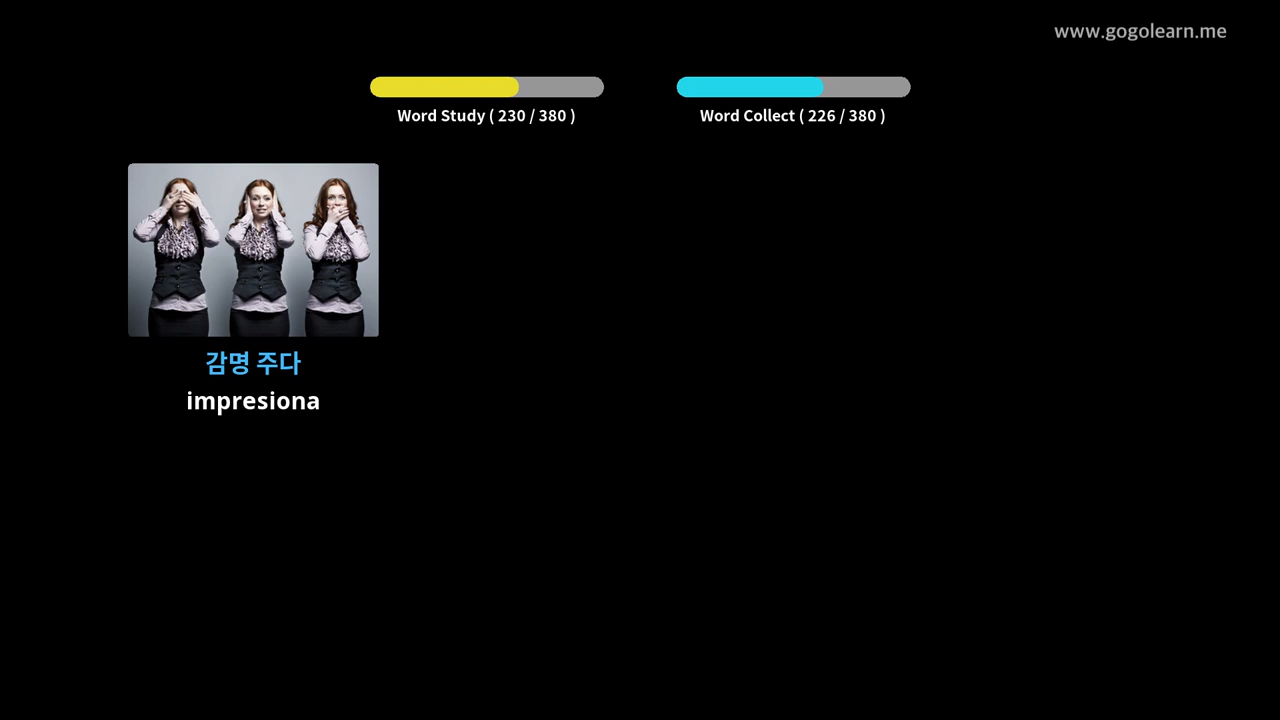 www.gogolearn.me
Word Study ( 230 / 380 )
Word Collect ( 226 / 380 )
감명 주다
impresiona